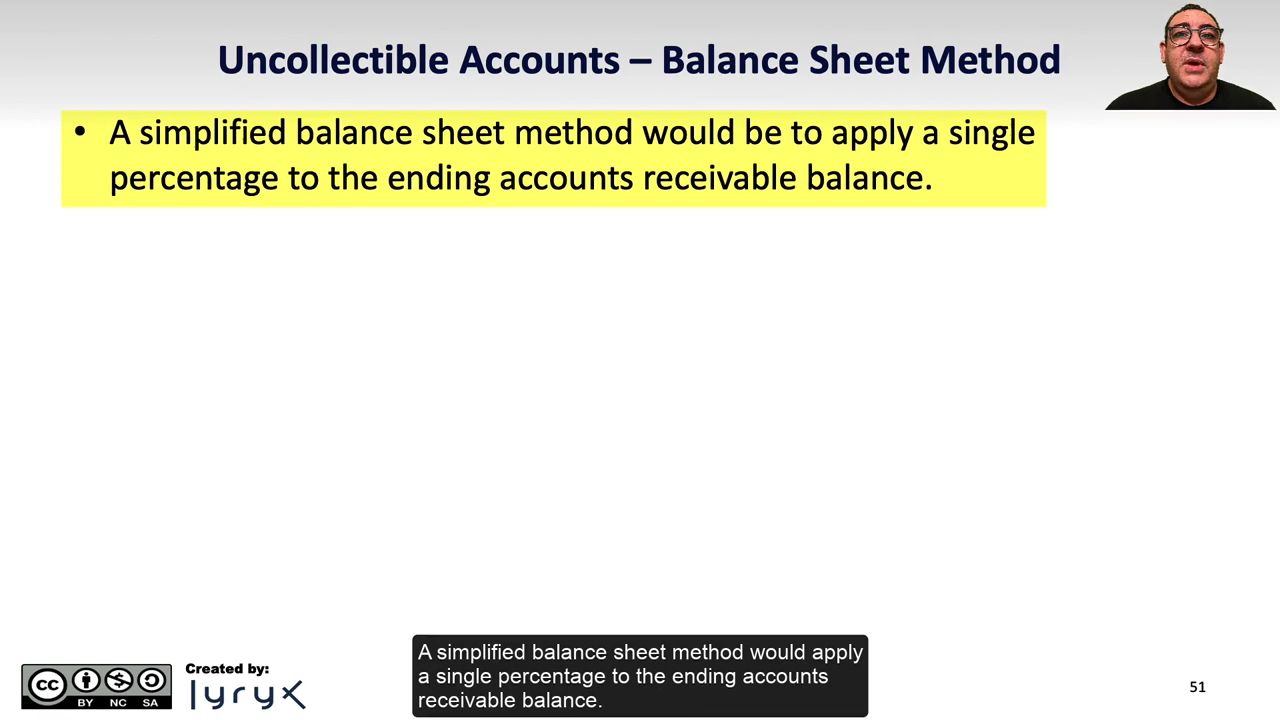 Uncollectible Accounts – Balance Sheet Method
• A simplified balance sheet method would be to apply a single
percentage to the ending accounts receivable balance.
A simplified balance sheet method would apply
a single percentage to the ending accounts
receivable balance.
cc
BY NC SA
Created by:
lyryx
51